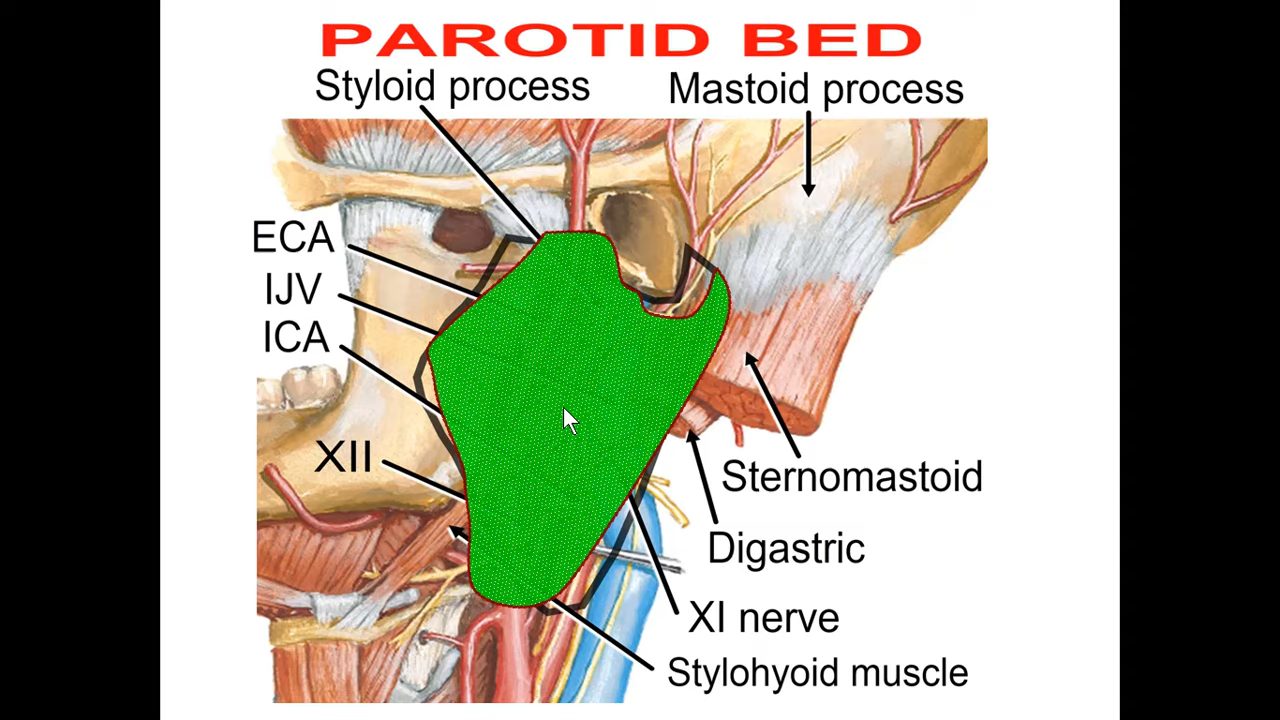 PAROTID BED
Styloid process
Mastoid process
ECA
IJV
ICA
XII
Sternomastoid
Digastric
XI nerve
Stylohyoid muscle